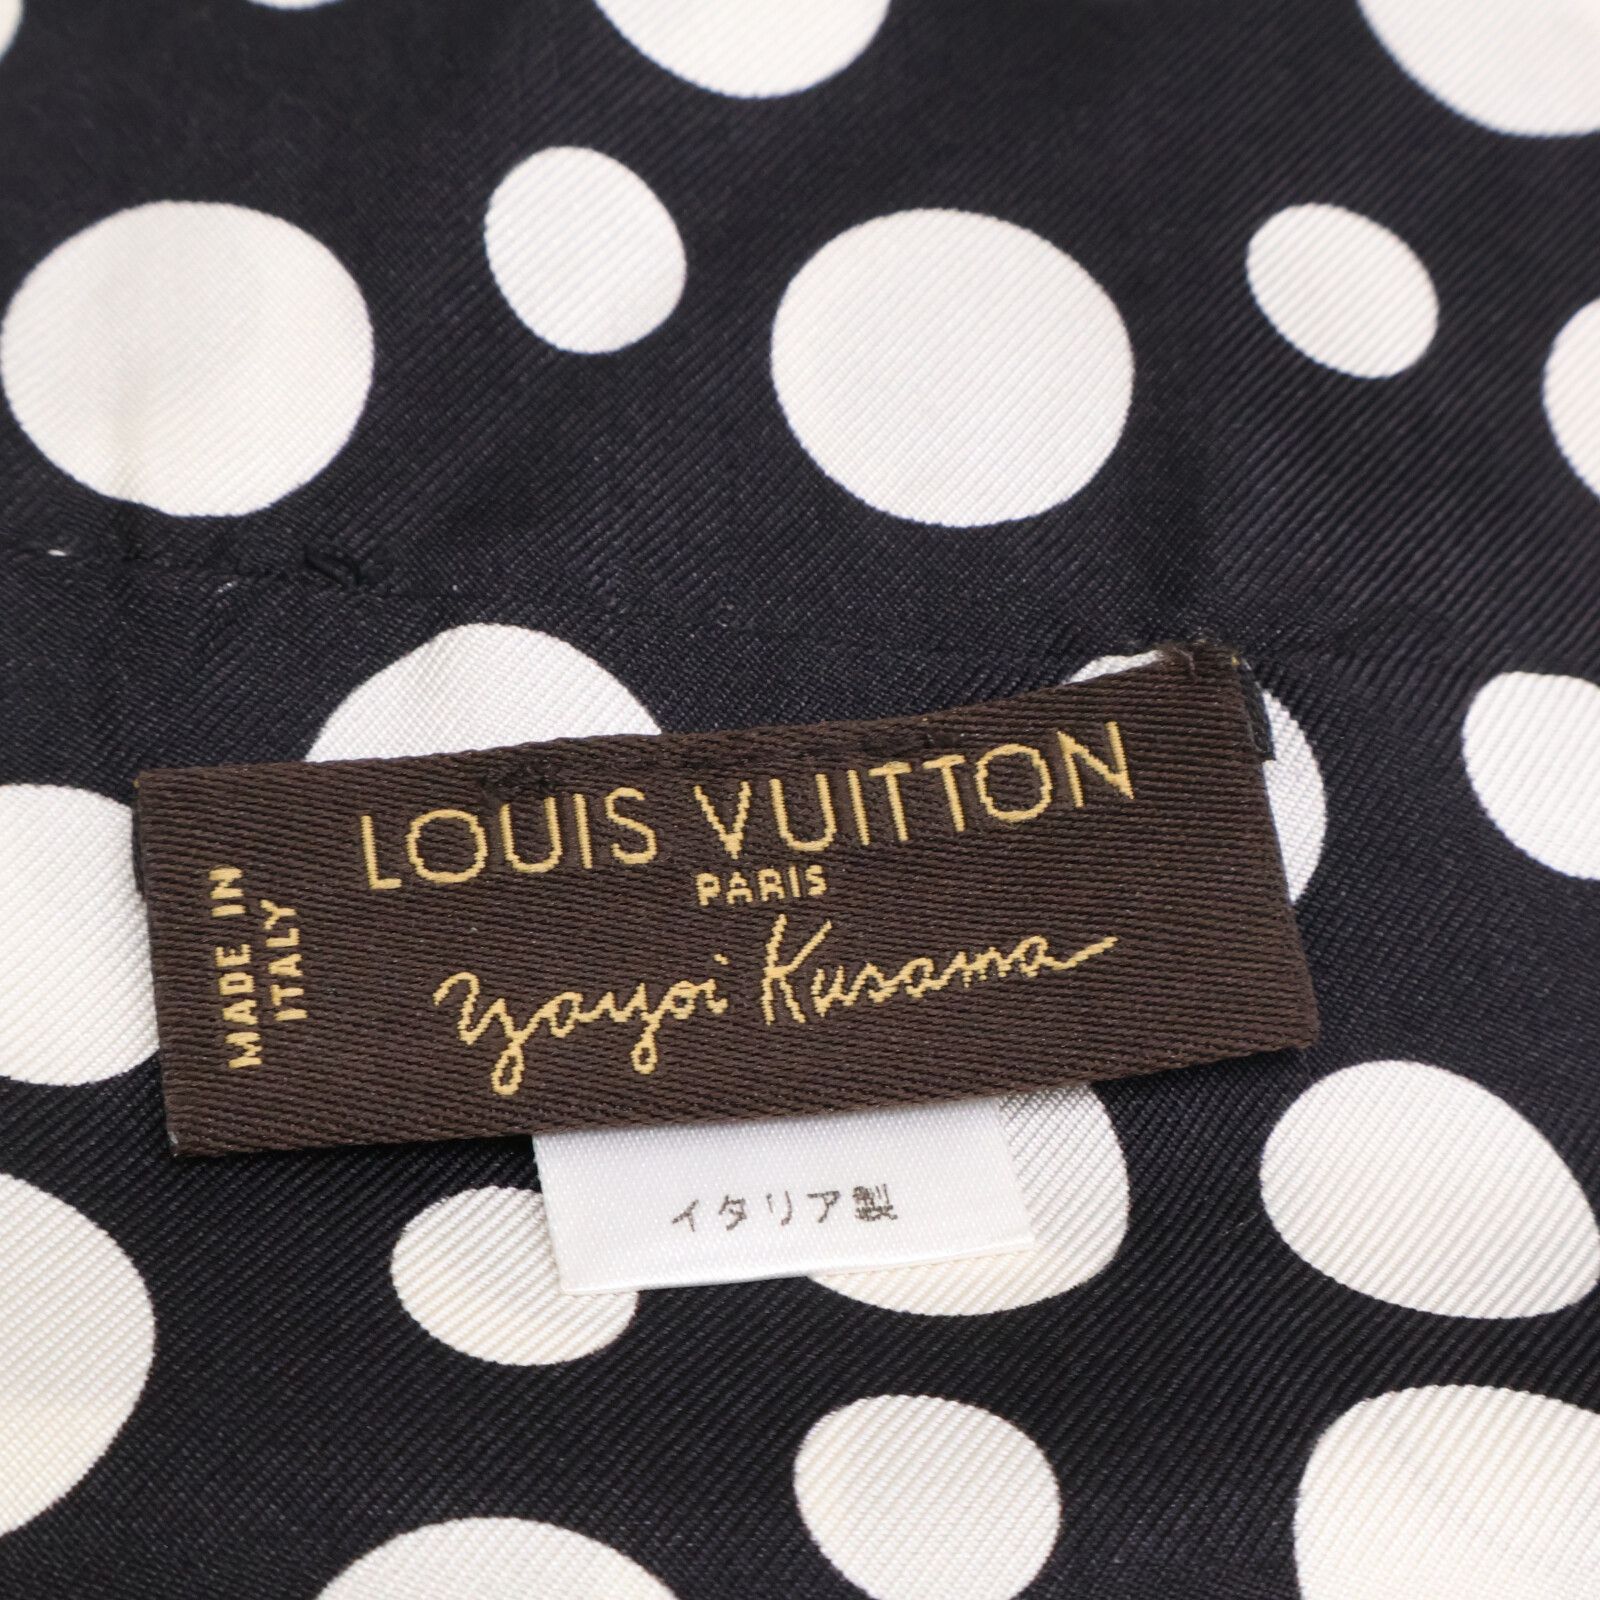 LOUIS VUITTON
PARIS
Yayoi Kusama
MADE IN
ITALY
イタリア製